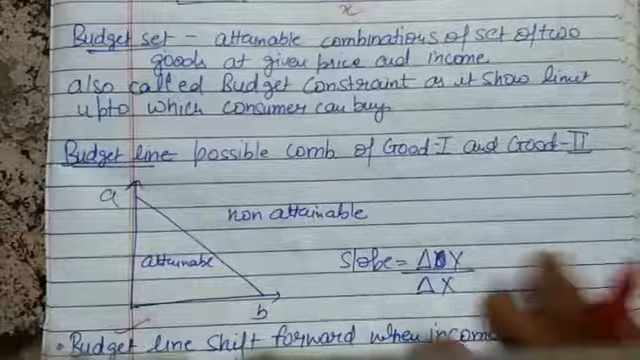 x
Budget set - attainable combinations of set of two
goods at given price and income
also called Budget Constraint as it show limit
upto which consumer can buy
Budget line - possible comb of Good-I and Good-II
a
non attainable
attainable
Slope = ΔY
ΔX
b
• Budget line shift forward when income